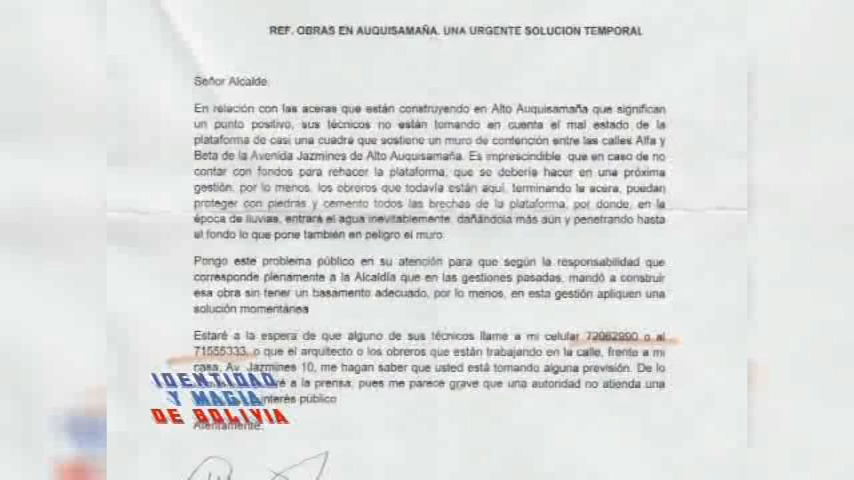 REF. OBRAS EN AUQUISAMAÑA. UNA URGENTE SOLUCION TEMPORAL
Señor Alcalde.
En relación con las aceras que están construyendo en Alto Auquisamaña que significan
un punto positivo, sus técnicos no están tomando en cuenta el mal estado de la
plataforma de casi una cuadra que sostiene un muro de contención entre las calles Alfa y
Beta de la Avenida Jazmines de Alto Auquisamaña. Es imprescindible que en caso de no
contar con fondos para rehacer la plataforma, que se debería hacer en una próxima
gestión, por lo menos, los obreros que todavía están aquí, terminando la acera, puedan
proteger con piedras y cemento todos las brechas de la plataforma, por donde, en la
época de lluvias, entrará el agua inevitablemente, dañándola más aún y penetrando hasta
el fondo lo que pone también en peligro el muro.
Pongo este problema público en su atención para que según la responsabilidad que
corresponde plenamente a la Alcaldía que en las gestiones pasadas, mandó a construir
esa obra sin tener un basamento adecuado, por lo menos, en esta gestión apliquen una
solución momentánea
Estaré a la espera de que alguno de sus técnicos llame a mi celular 72062990 o al
71555333, o que el arquitecto o los obreros que están trabajando en la calle, frente a mi
casa, Av. Jazmines 10, me hagan saber que usted está tomando alguna previsión. De lo
a la prensa, pues me parece grave que una autoridad no atienda una
interés público
Atentamente.
IDENTIDAD
Y MAGIA
DE BOLIVIA